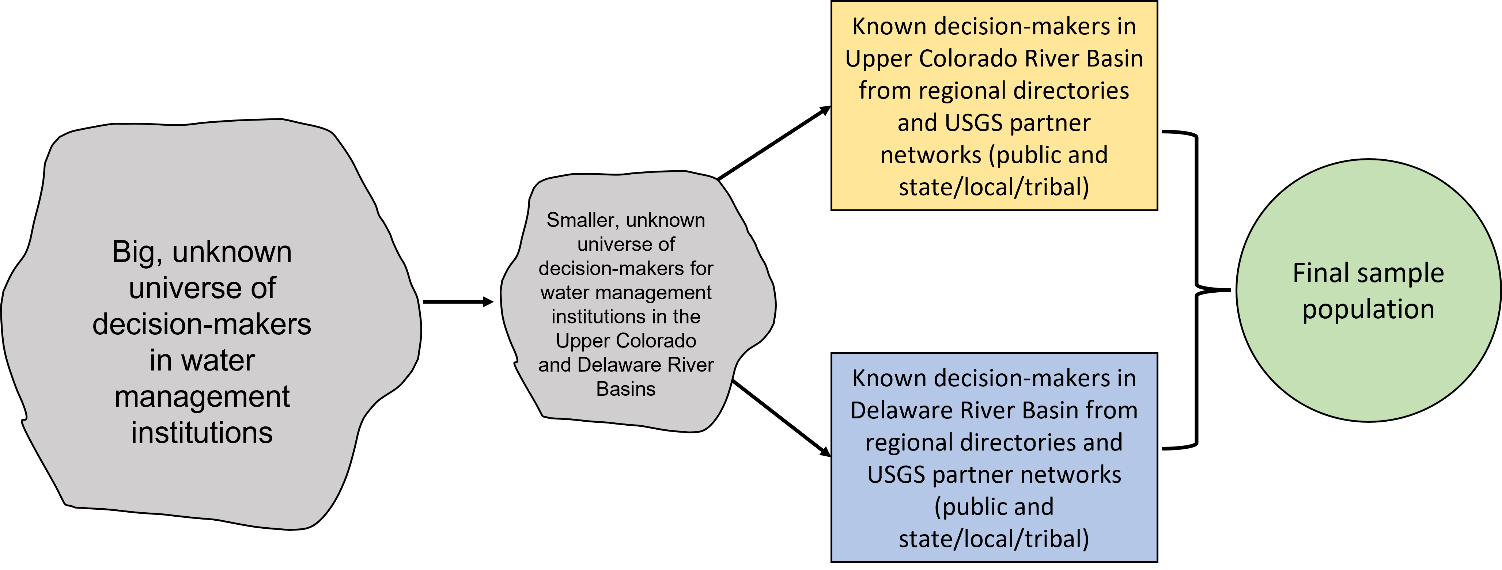 Big, unknown
universe of
decision-makers
in water
management
institutions
Smaller, unknown
universe of
decision-makers for
water management
institutions in the
Upper Colorado
and Delaware River
Basins
Known decision-makers in
Upper Colorado River Basin
from regional directories
and USGS partner
networks (public and
state/local/tribal)
Known decision-makers in
Delaware River Basin from
regional directories and
USGS partner networks
(public and
state/local/tribal)
Final sample
population